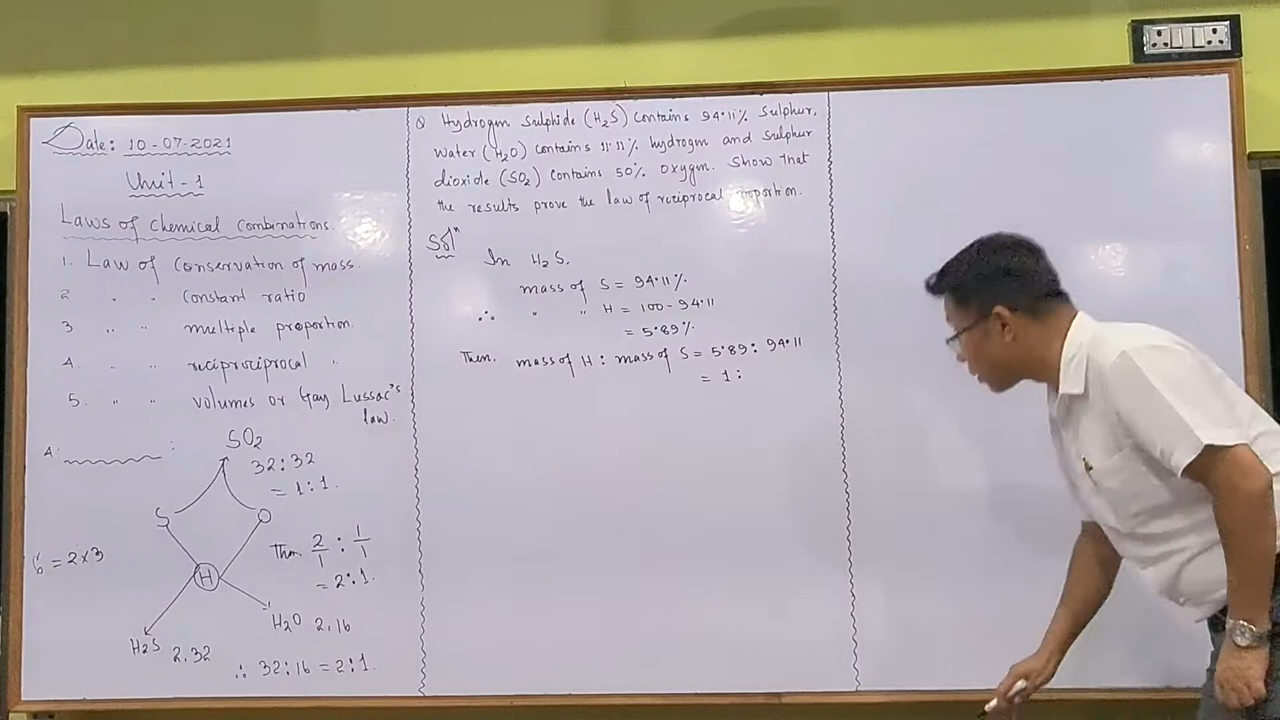 Date: 10-07-2021
Unit-1
Laws of Chemical Combinations.
1. Law of Conservation of mass.
2 " " Constant ratio
3 " " multiple proportion.
4. " " reciprociprocal "
5. " " volumes or Gay Lussac's
law.
4. :
SO₂
32:32
= 1:1.
S O
Then 2/1 : 1/1
= 2:1.
6 = 2×3
H
H₂O 2,16
H₂S 2.32
∴ 32:16 = 2:1.
Q Hydrogen Sulphide (H₂S) Contains 94.11% Sulphur,
Water (H₂O) contains 11.11% hydrogen and Sulphur
dioxide (SO₂) Contains 50% oxygen. Show that
the results prove the law of reciprocal proportion.
Solⁿ
In H₂S,
mass of S = 94.11%.
∴ " " H = 100 - 94.11
= 5.89%.
Then. mass of H : mass of S = 5.89 : 94.11
= 1 :